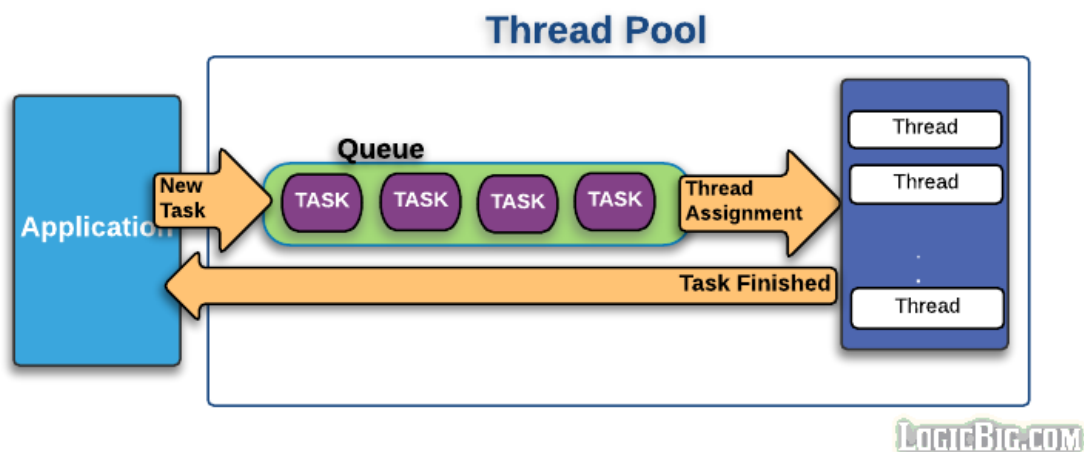 Thread Pool
Queue
New
Task
Application
TASK
TASK
TASK
TASK
Thread
Assignment
Thread
Thread
.
.
Thread
Task Finished
LogicBig.com